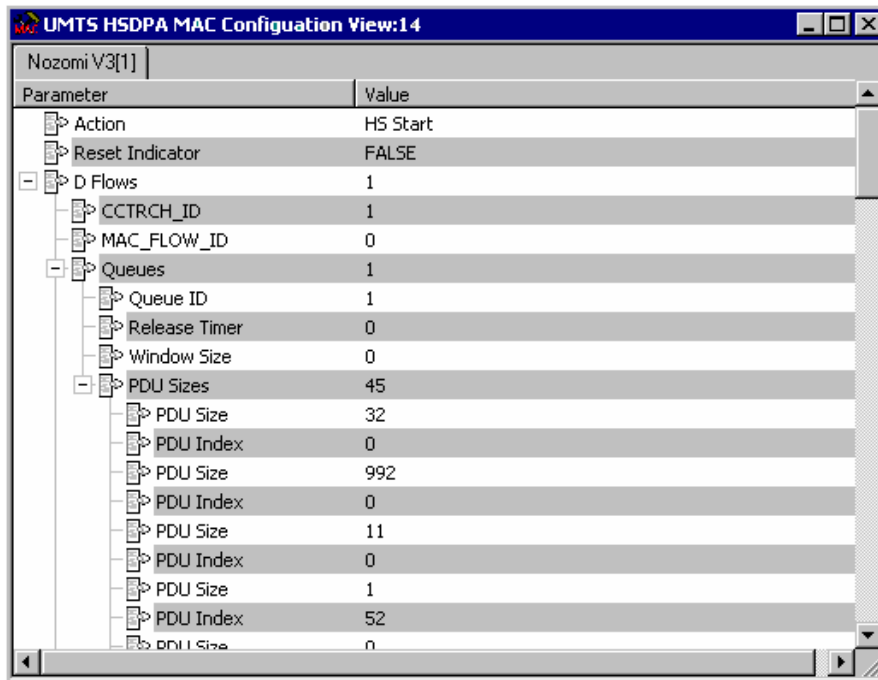 UMTS HSDPA MAC Configuation View:14
Nozomi V3[1]
Parameter Value
Action HS Start
Reset Indicator FALSE
D Flows 1
CCTRCH_ID 1
MAC_FLOW_ID 0
Queues 1
Queue ID 1
Release Timer 0
Window Size 0
PDU Sizes 45
PDU Size 32
PDU Index 0
PDU Size 992
PDU Index 0
PDU Size 11
PDU Index 0
PDU Size 1
PDU Index 52
PDU Size 0